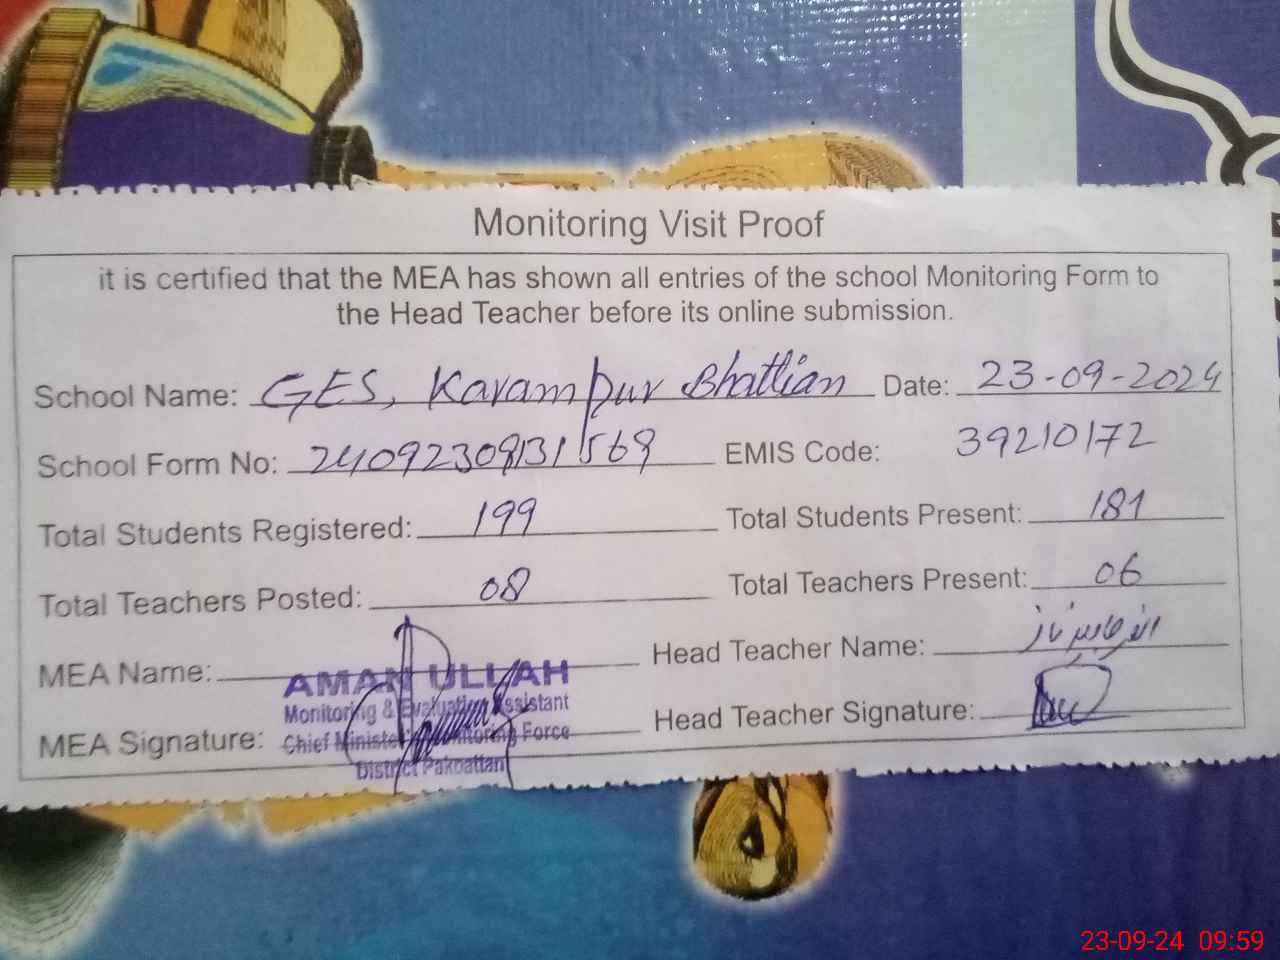 Monitoring Visit Proof
it is certified that the MEA has shown all entries of the school Monitoring Form to
the Head Teacher before its online submission.
School Name: GES, Karampur Bhattian Date: 23-09-2024
School Form No: 24092309131569 EMIS Code: 39210172
Total Students Registered: 199 Total Students Present: 181
Total Teachers Posted: 08 Total Teachers Present: 06
MEA Name: Head Teacher Name:
AMAN ULLAH
Monitoring & Evaluation Assistant
MEA Signature: Head Teacher Signature:
Chief Minister's Monitoring Force
District Pakpattan
23-09-24 09:59